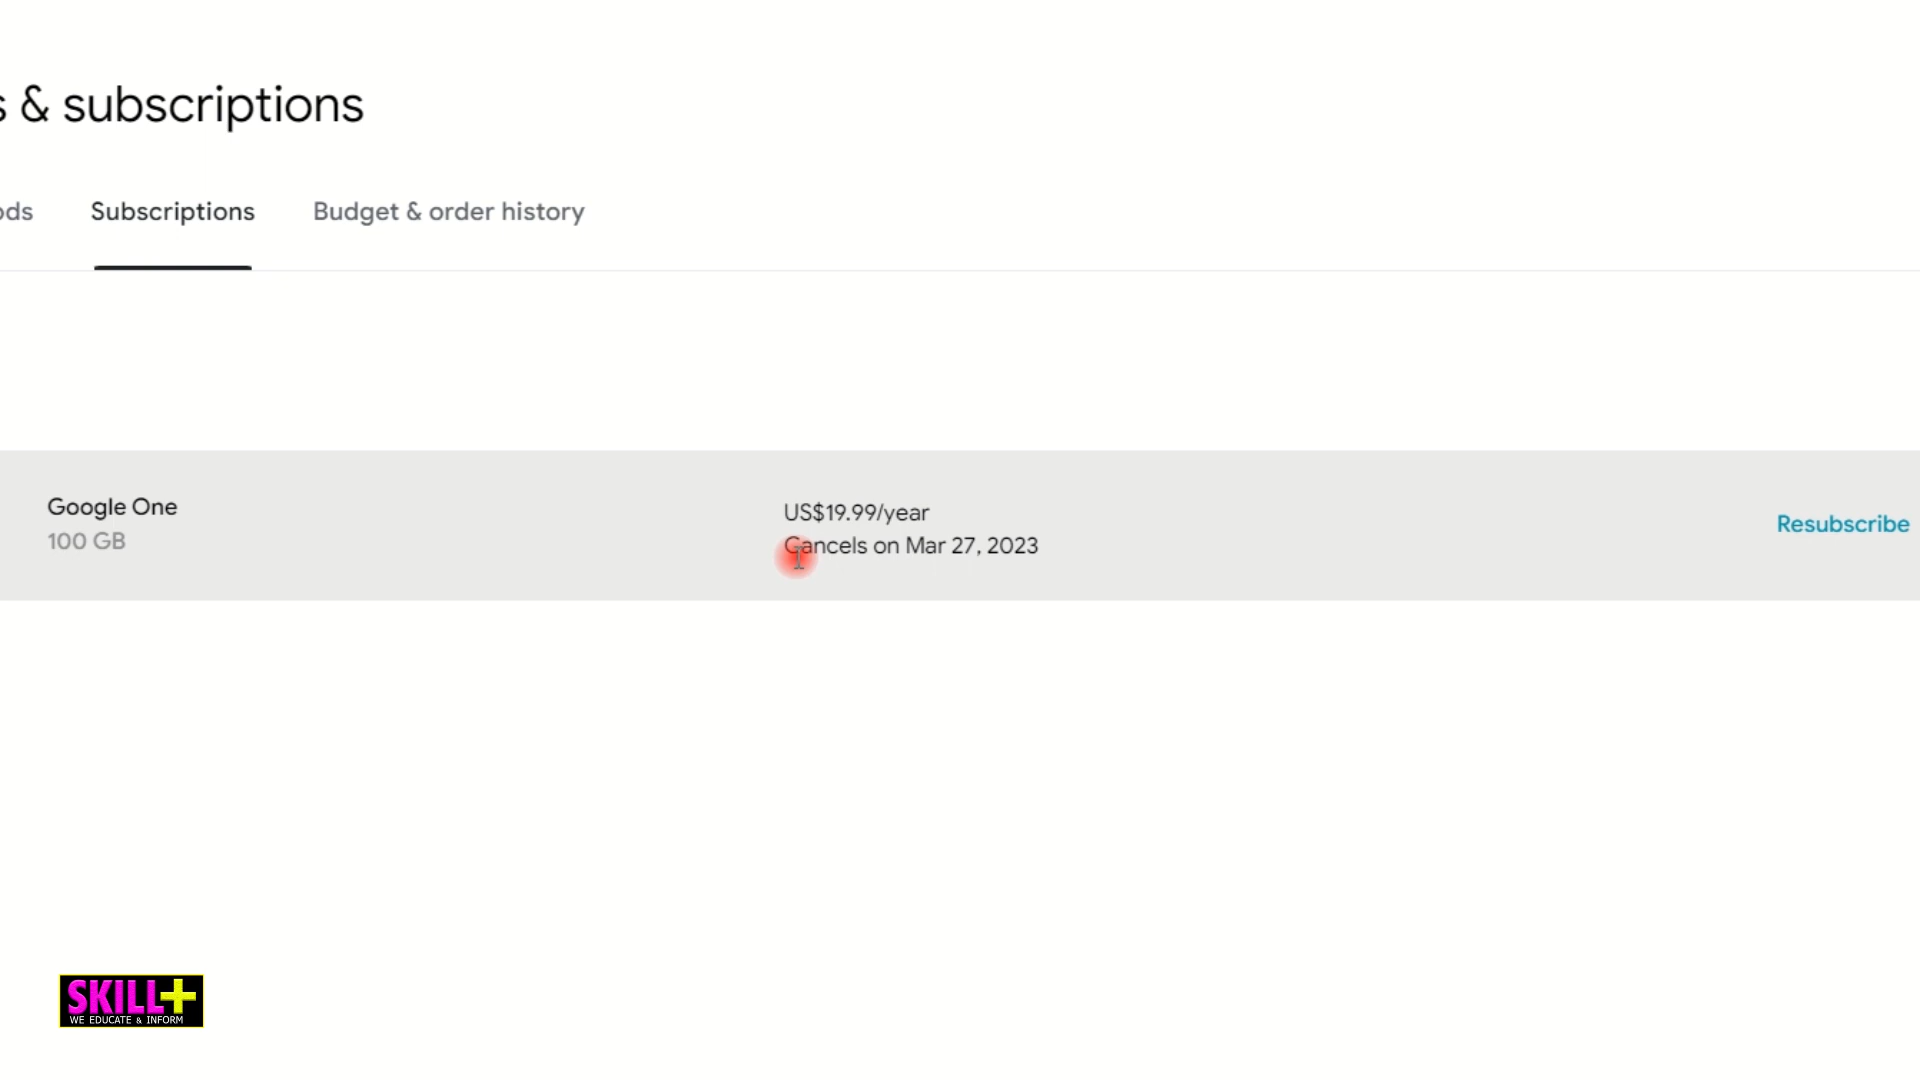 s & subscriptions
ods
Subscriptions
Budget & order history
Google One
100 GB
US$19.99/year
Cancels on Mar 27, 2023
Resubscribe
SKILL+
WE EDUCATE & INFORM